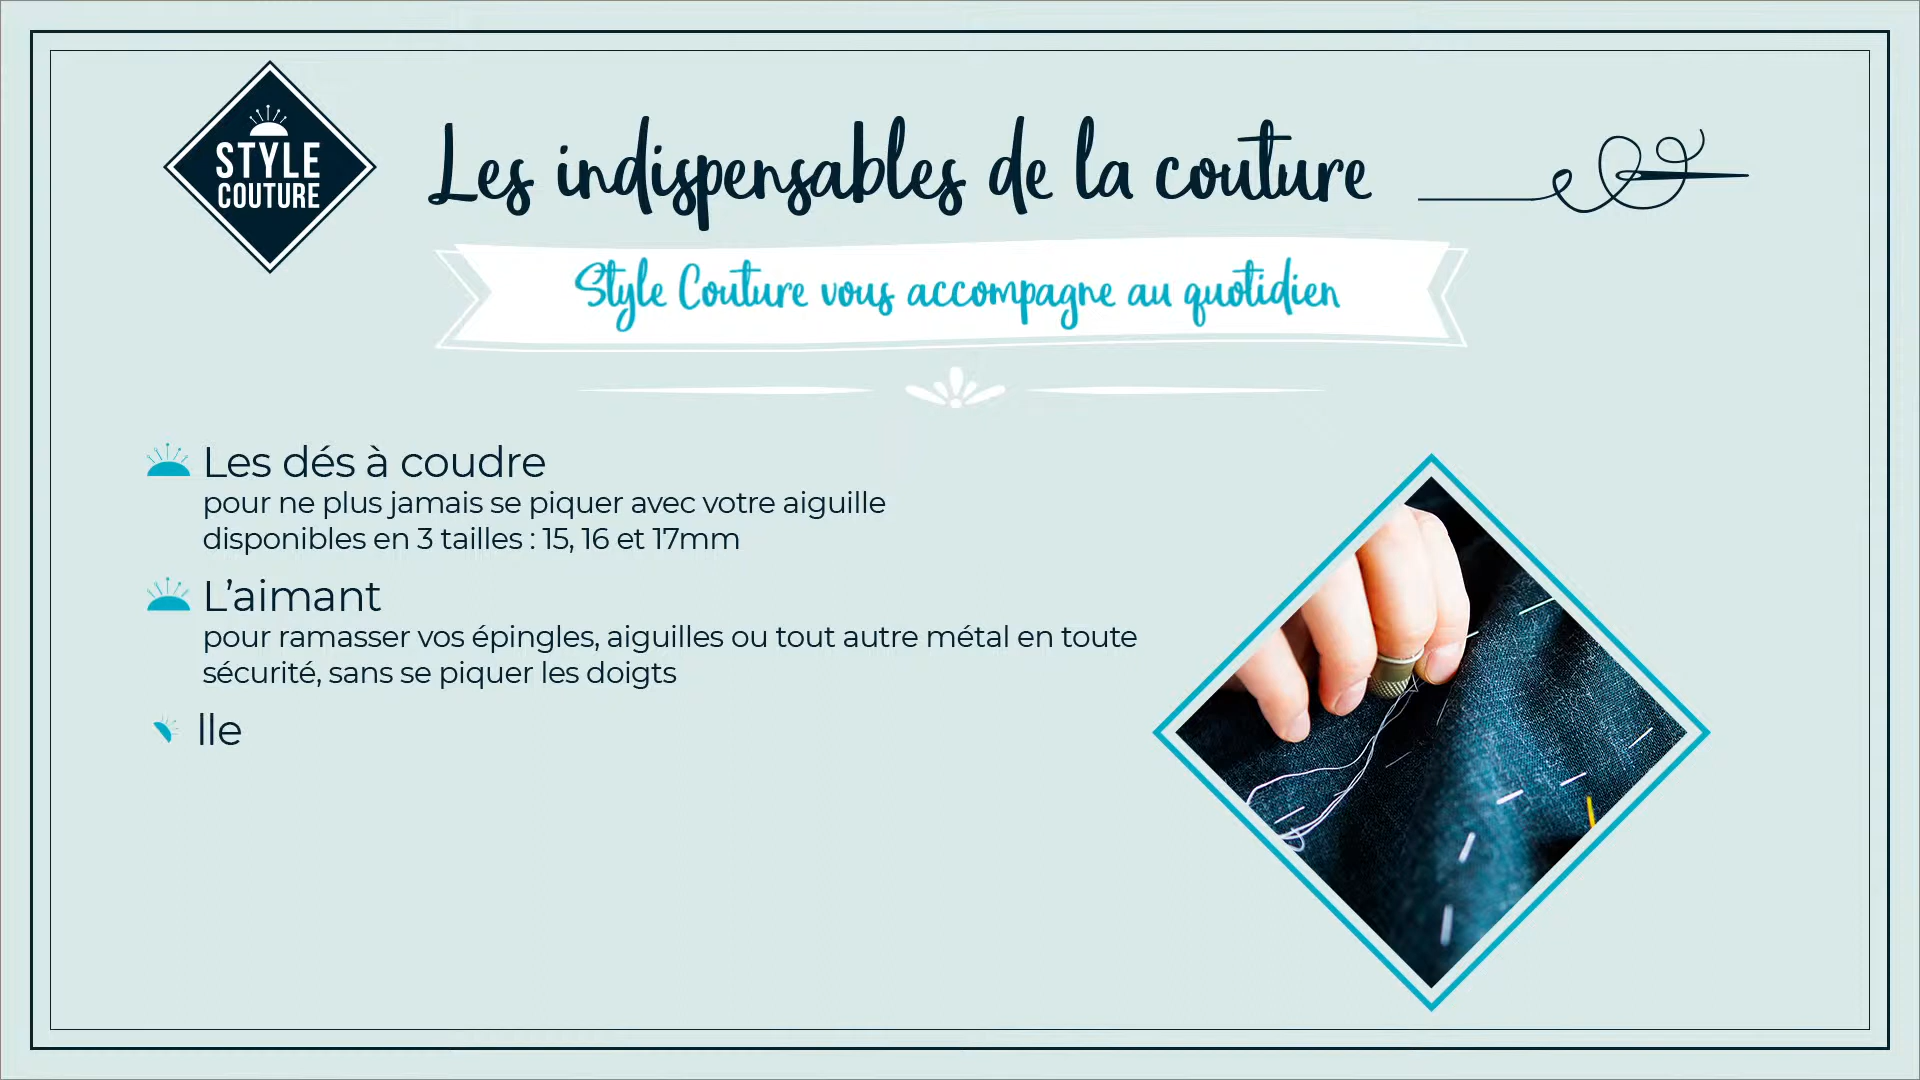 STYLE
COUTURE
Les indispensables de la couture
Style Couture vous accompagne au quotidien
Les dés à coudre
pour ne plus jamais se piquer avec votre aiguille
disponibles en 3 tailles : 15, 16 et 17mm
L’aimant
pour ramasser vos épingles, aiguilles ou tout autre métal en toute
sécurité, sans se piquer les doigts
lle